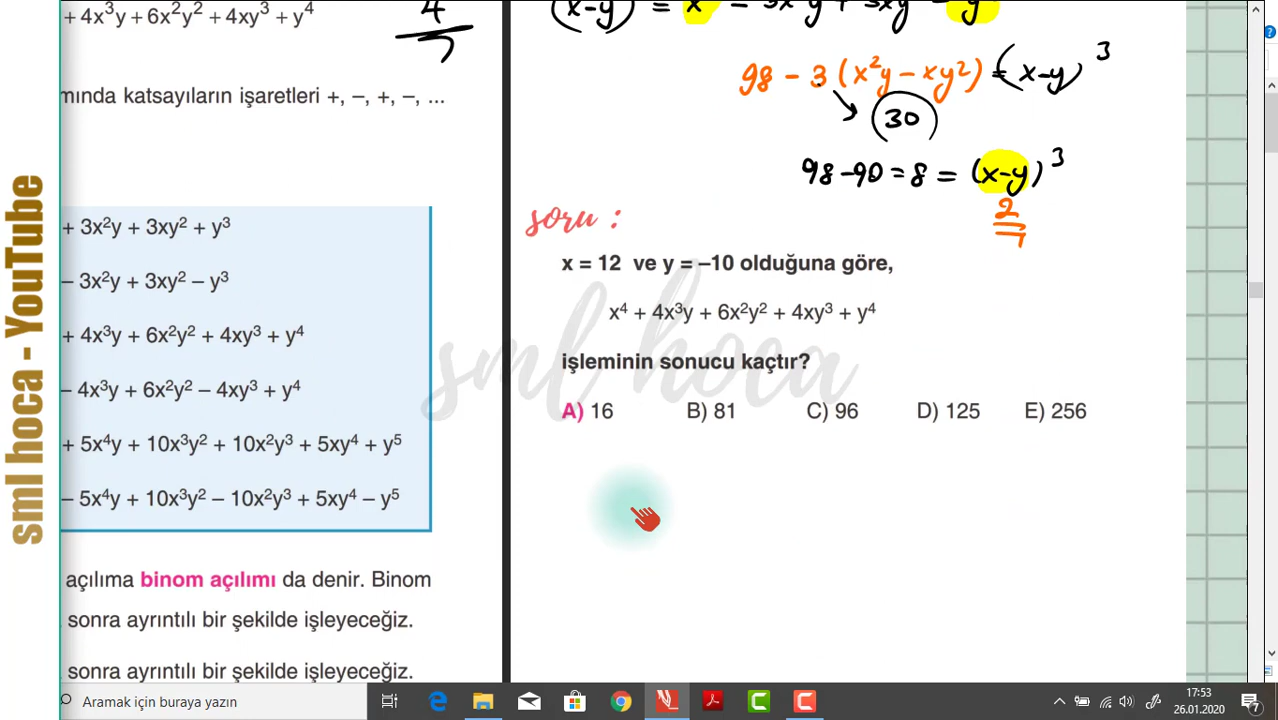 + 4x³y + 6x²y² + 4xy³ + y⁴
4
mında katsayıların işaretleri +, –, +, –, ...
+ 3x²y + 3xy² + y³
– 3x²y + 3xy² – y³
+ 4x³y + 6x²y² + 4xy³ + y⁴
– 4x³y + 6x²y² – 4xy³ + y⁴
+ 5x⁴y + 10x³y² + 10x²y³ + 5xy⁴ + y⁵
– 5x⁴y + 10x³y² – 10x²y³ + 5xy⁴ – y⁵
açılıma binom açılımı da denir. Binom
sonra ayrıntılı bir şekilde işleyeceğiz.
sonra ayrıntılı bir şekilde işleyeceğiz.
98 – 3 (x²y – xy²) = (x–y)³
30
98 –90 = 8 = (x–y)³
2
soru :
x = 12 ve y = –10 olduğuna göre,
x⁴ + 4x³y + 6x²y² + 4xy³ + y⁴
işleminin sonucu kaçtır?
A) 16 B) 81 C) 96 D) 125 E) 256
sml hoca
sml hoca - YouTube
Aramak için buraya yazın
17:53
26.01.2020
7